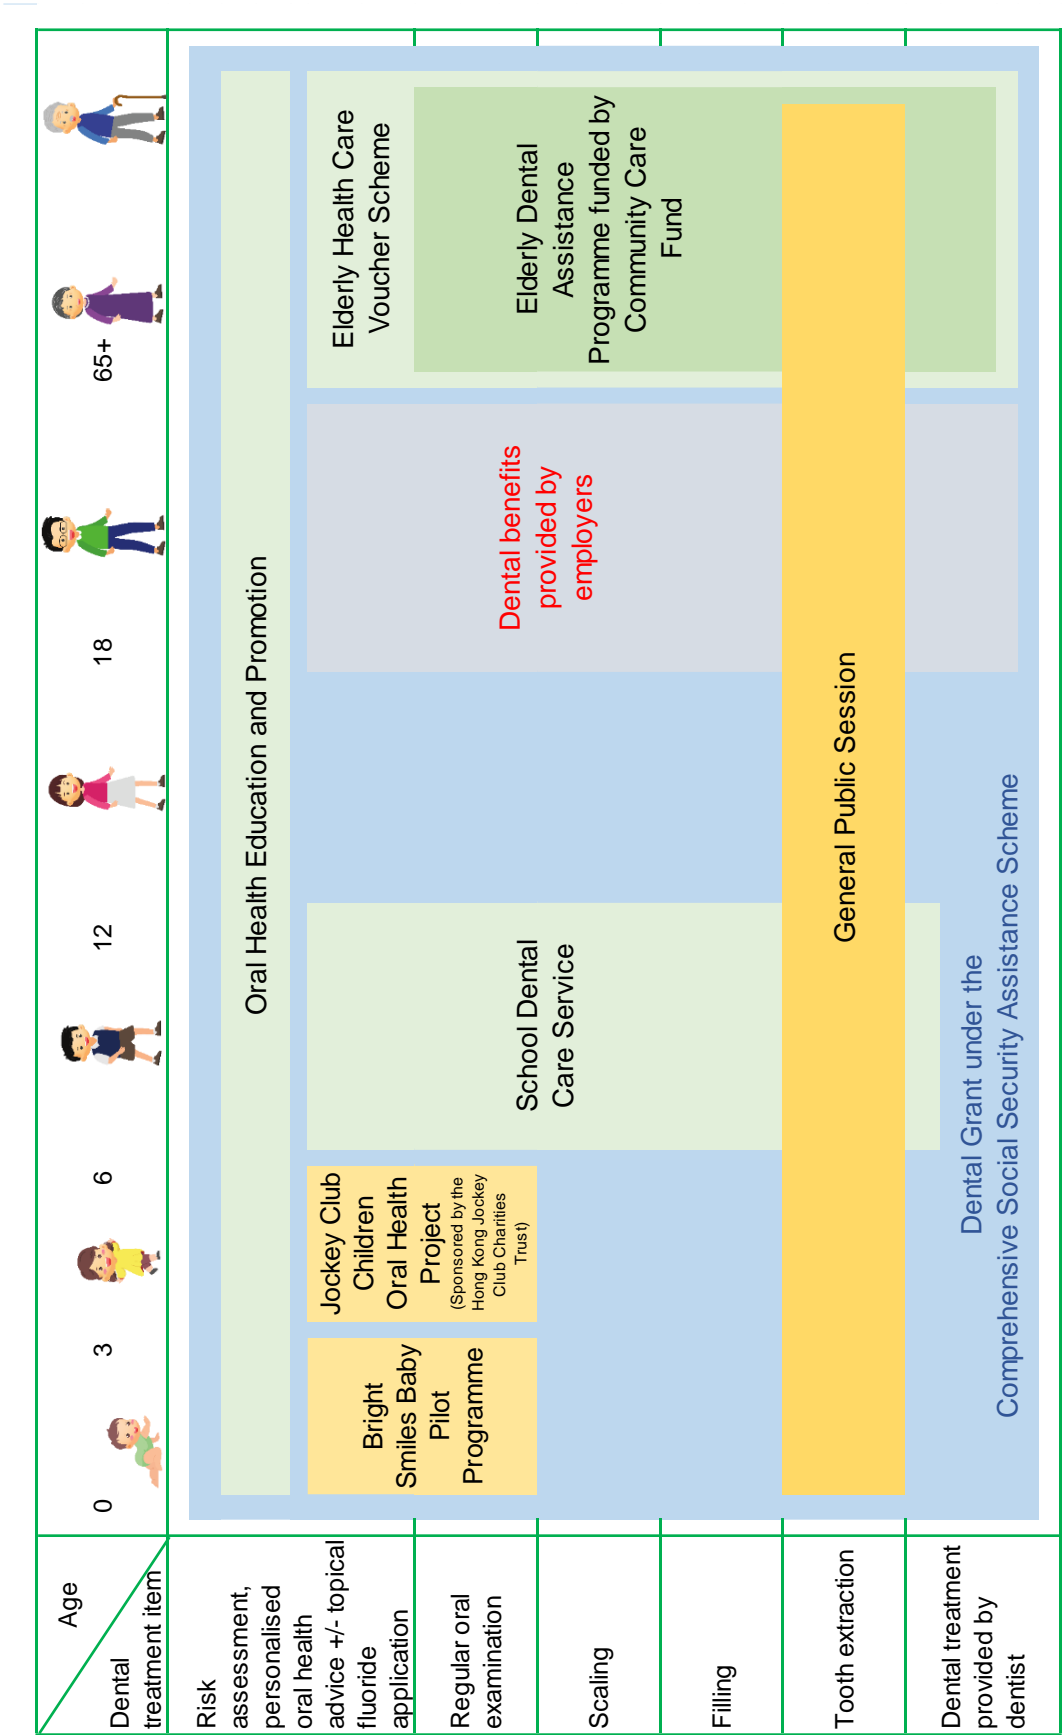 Age
Dental
treatment item
0
3
6
12
18
65+
Risk
assessment,
personalised
oral health
advice +/- topical
fluoride
application
Regular oral
examination
Scaling
Filling
Tooth extraction
Dental treatment
provided by
dentist
Oral Health Education and Promotion
Bright
Smiles Baby
Pilot
Programme
Jockey Club
Children
Oral Health
Project
(Sponsored by the
Hong Kong Jockey
Club Charities
Trust)
School Dental
Care Service
Dental benefits
provided by
employers
Elderly Health Care
Voucher Scheme
Elderly Dental
Assistance
Programme funded by
Community Care
Fund
General Public Session
Dental Grant under the
Comprehensive Social Security Assistance Scheme